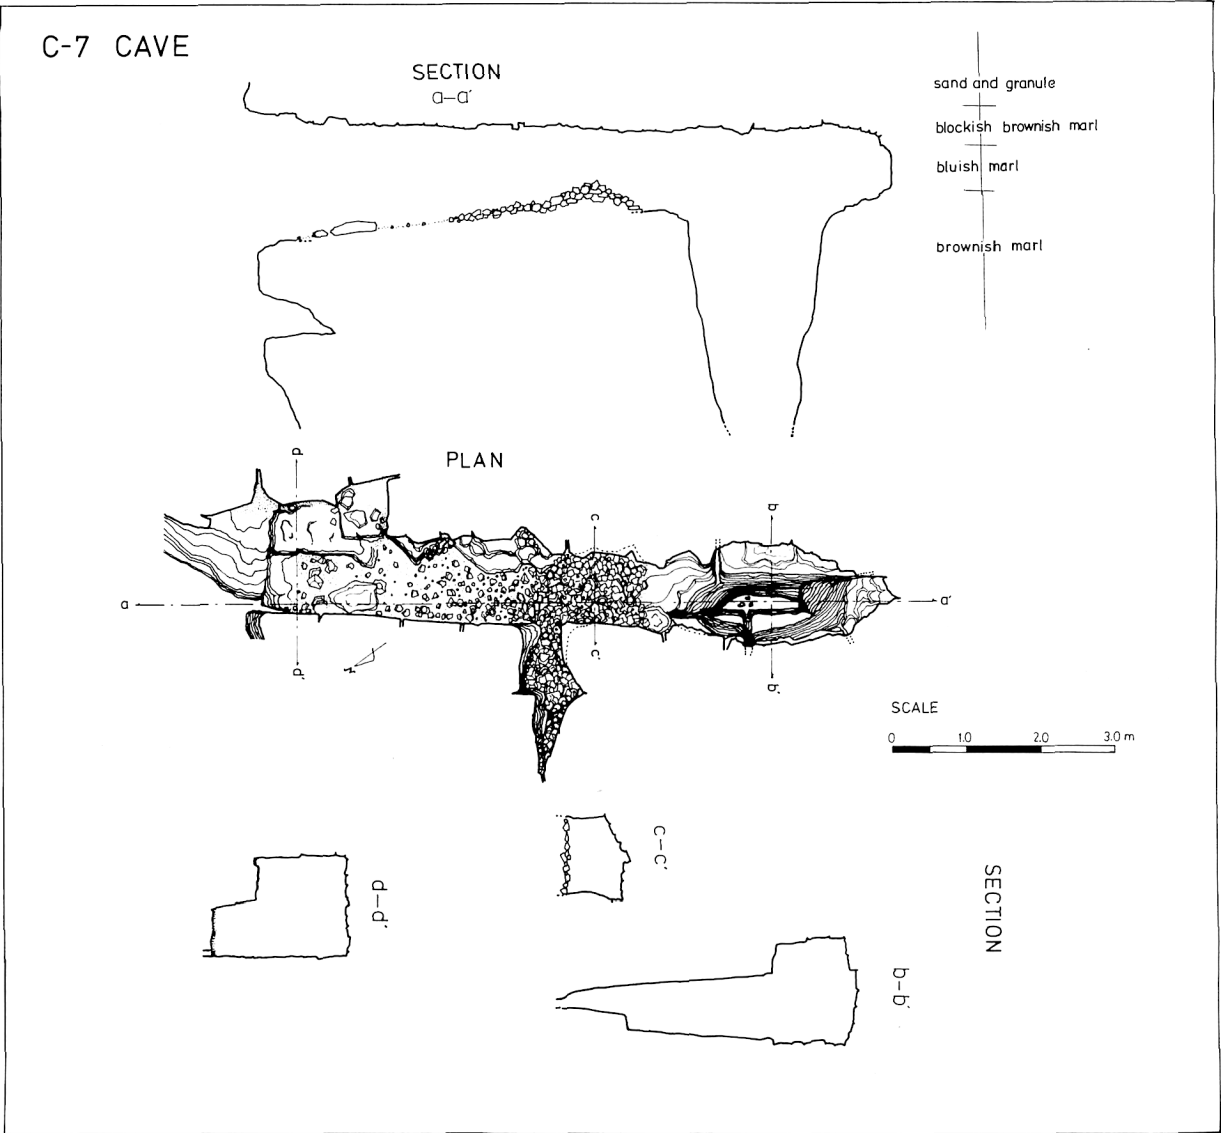 C-7 CAVE
SECTION
a-a'
sand and granule
blockish brownish marl
bluish marl
brownish marl
PLAN
d
c
b
a
a'
d'
N
c'
b'
SCALE
0 1.0 2.0 3.0 m
c-c'
d-d'
SECTION
b-b'